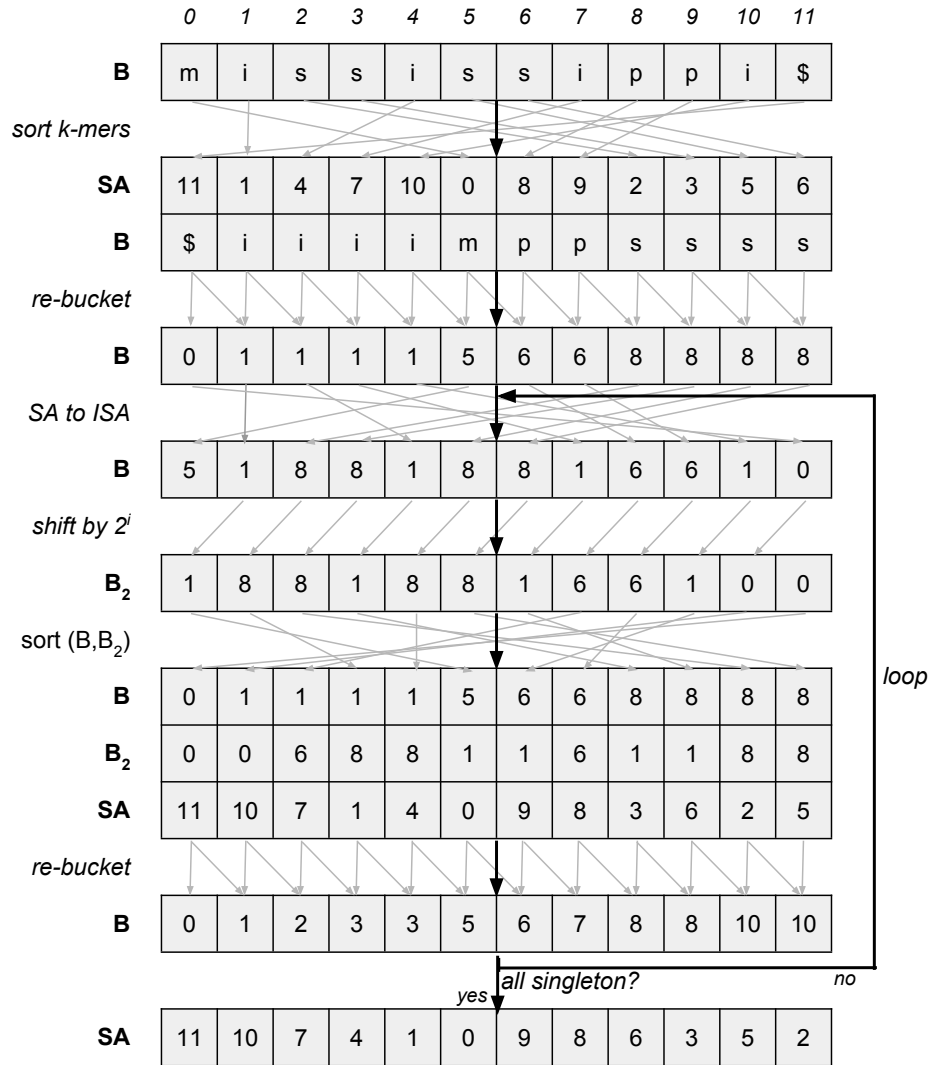 0 1 2 3 4 5 6 7 8 9 10 11
B m i s s i s s i p p i $
sort k-mers
SA 11 1 4 7 10 0 8 9 2 3 5 6
B $ i i i i m p p s s s s
re-bucket
B 0 1 1 1 1 5 6 6 8 8 8 8
SA to ISA
B 5 1 8 8 1 8 8 1 6 6 1 0
shift by 2^i
B₂ 1 8 8 1 8 8 1 6 6 1 0 0
sort (B,B₂)
B 0 1 1 1 1 5 6 6 8 8 8 8
loop
B₂ 0 0 6 8 8 1 1 6 1 1 8 8
SA 11 10 7 1 4 0 9 8 3 6 2 5
re-bucket
B 0 1 2 3 3 5 6 7 8 8 10 10
all singleton? no
yes
SA 11 10 7 4 1 0 9 8 6 3 5 2